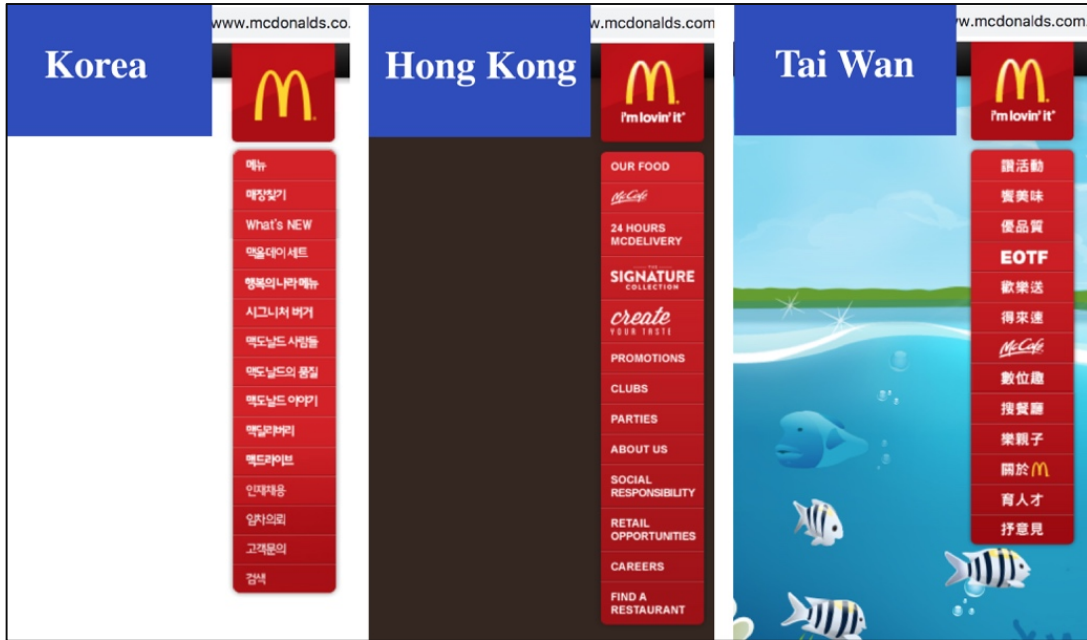 www.mcdonalds.co.
Korea
메뉴
매장찾기
What's NEW
맥올데이 세트
행복의 나라 메뉴
시그니처 버거
맥도날드 사람들
맥도날드의 품질
맥도날드 이야기
맥딜리버리
맥드라이브
인재채용
임차의뢰
고객문의
검색
w.mcdonalds.com
Hong Kong
i'm lovin' it
OUR FOOD
McCafé
24 HOURS
MCDELIVERY
THE
SIGNATURE
COLLECTION
create
YOUR TASTE
PROMOTIONS
CLUBS
PARTIES
ABOUT US
SOCIAL
RESPONSIBILITY
RETAIL
OPPORTUNITIES
CAREERS
FIND A
RESTAURANT
w.mcdonalds.com
Tai Wan
i'm lovin' it
讚活動
饗美味
優品質
EOTF
歡樂送
得來速
McCafé
數位趣
搜餐廳
樂親子
關於
育人才
抒意見